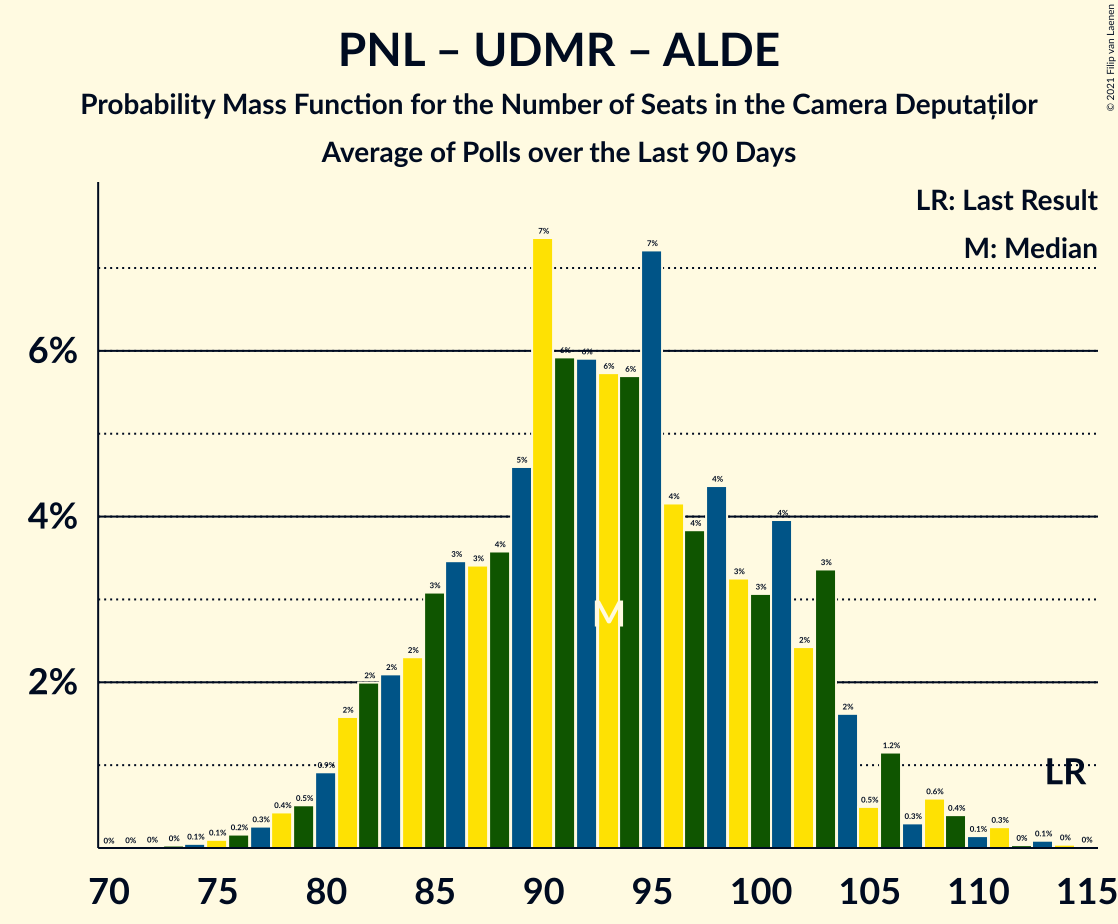 PNL – UDMR – ALDE
Probability Mass Function for the Number of Seats in the Camera Deputaților
Average of Polls over the Last 90 Days
© 2021 Filip van Laenen
LR: Last Result
M: Median
6%
4%
2%
0% 0% 0% 0% 0.1% 0.1% 0.2% 0.3% 0.4% 0.5% 0.9% 2% 2% 2% 2% 3% 3% 3% 4% 5% 7% 6% 6% 6% 6% 7% 4% 4% 4% 3% 3% 4% 2% 3% 2% 0.5% 1.2% 0.3% 0.6% 0.4% 0.1% 0.3% 0% 0.1% 0% 0%
M
LR
70 75 80 85 90 95 100 105 110 115